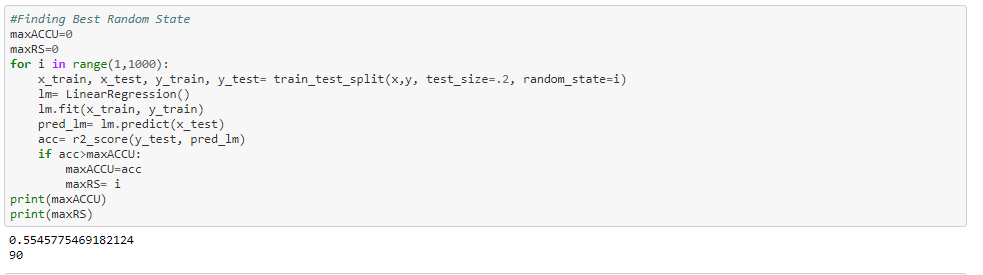 #Finding Best Random State
maxACCU=0
maxRS=0
for i in range(1,1000):
    x_train, x_test, y_train, y_test= train_test_split(x,y, test_size=.2, random_state=i)
    lm= LinearRegression()
    lm.fit(x_train, y_train)
    pred_lm= lm.predict(x_test)
    acc= r2_score(y_test, pred_lm)
    if acc>maxACCU:
        maxACCU=acc
        maxRS= i
print(maxACCU)
print(maxRS)
0.5545775469182124
90